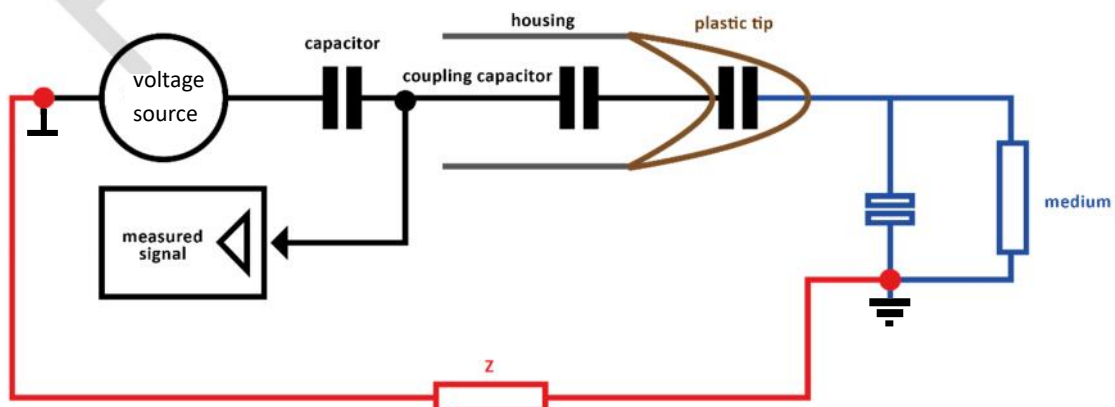 housing
plastic tip
capacitor
voltage
source
coupling capacitor
measured
signal
medium
Z